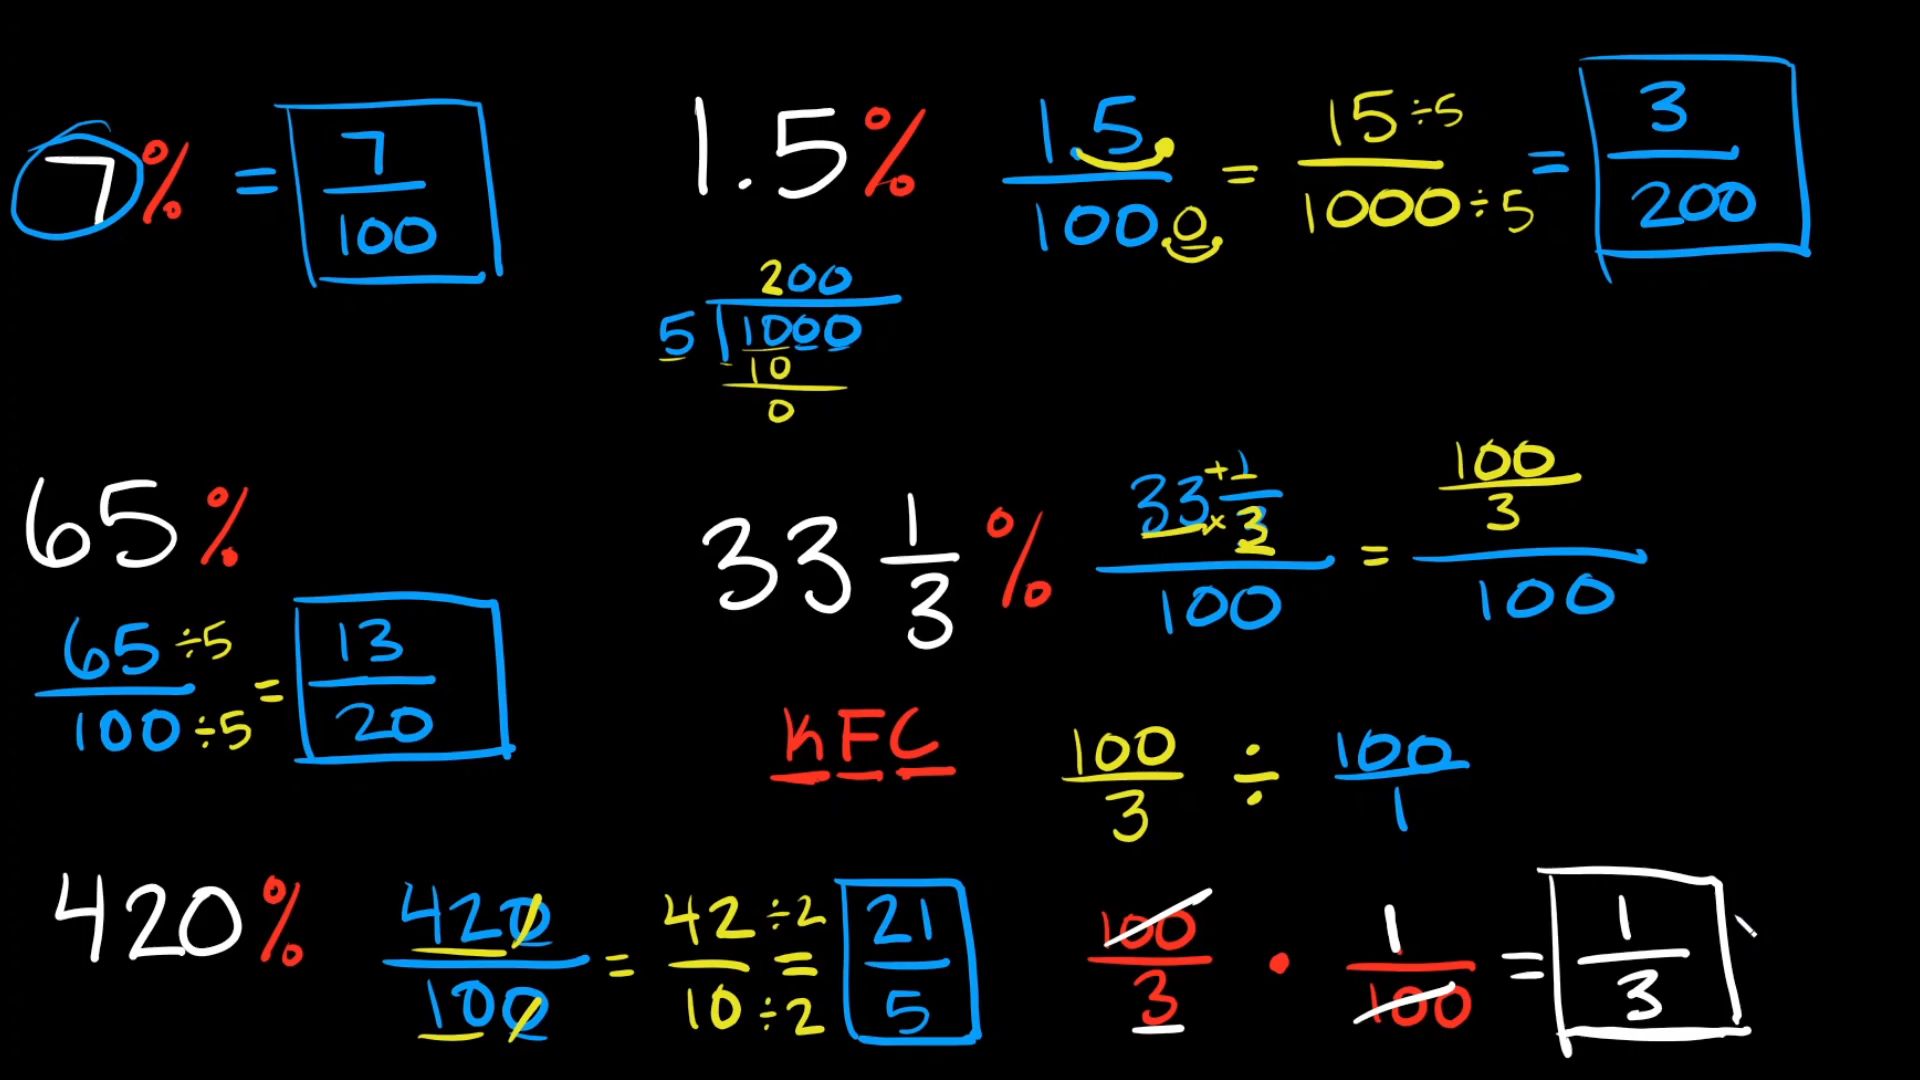 7% = 7/100
65%
65÷5/100÷5 = 13/20
420%
420/100 = 42÷2/10÷2 = 21/5
1.5% 1.5/1000 = 15÷5/1000÷5 = 3/200
200
5 1000
-10
0
33 1/3 % 33 + 1 × 3/100 = 100/3/100
KFC 100/3 ÷ 100/1
100/3 · 1/100 = 1/3